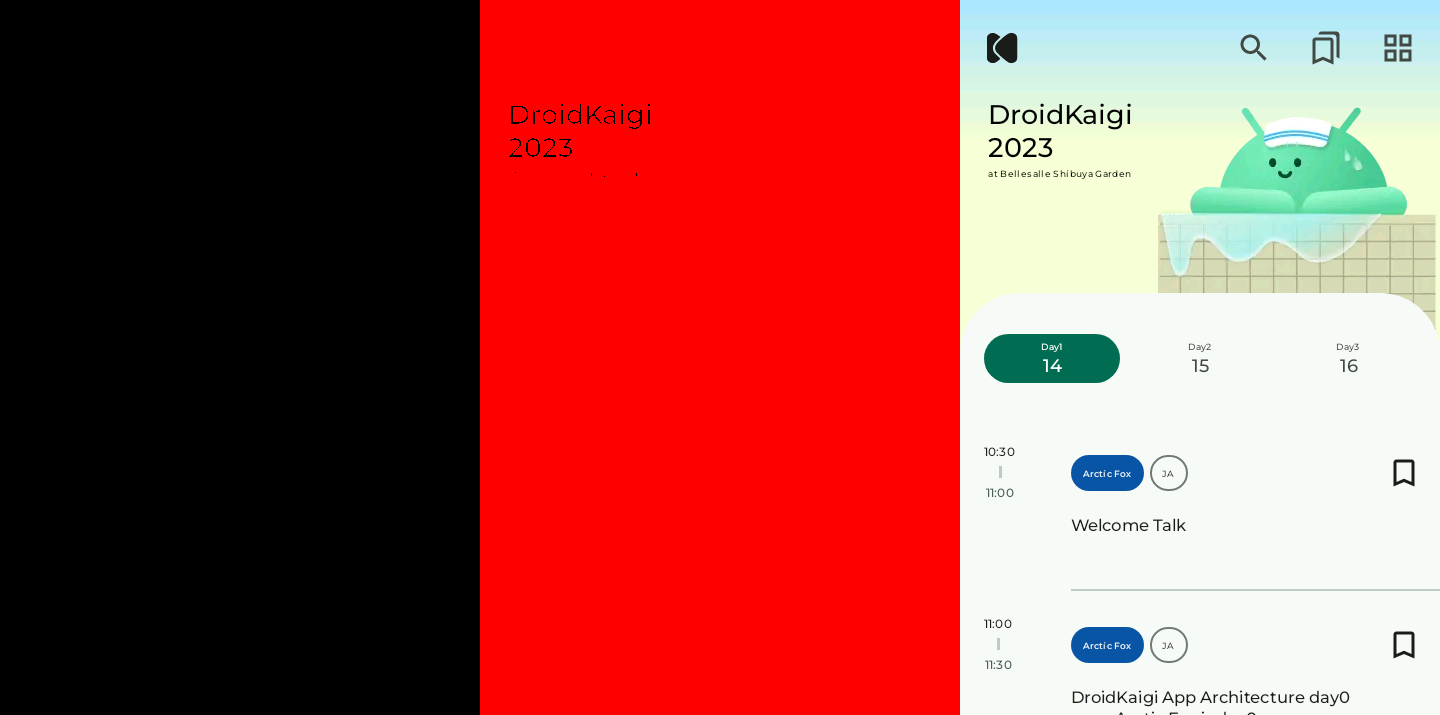 DroidKaigi
2023
DroidKaigi
2023
at Bellesalle Shibuya Garden
Day1
14
Day2
15
Day3
16
10:30
11:00
Arctic Fox
JA
Welcome Talk
11:00
11:30
Arctic Fox
JA
DroidKaigi App Architecture day0